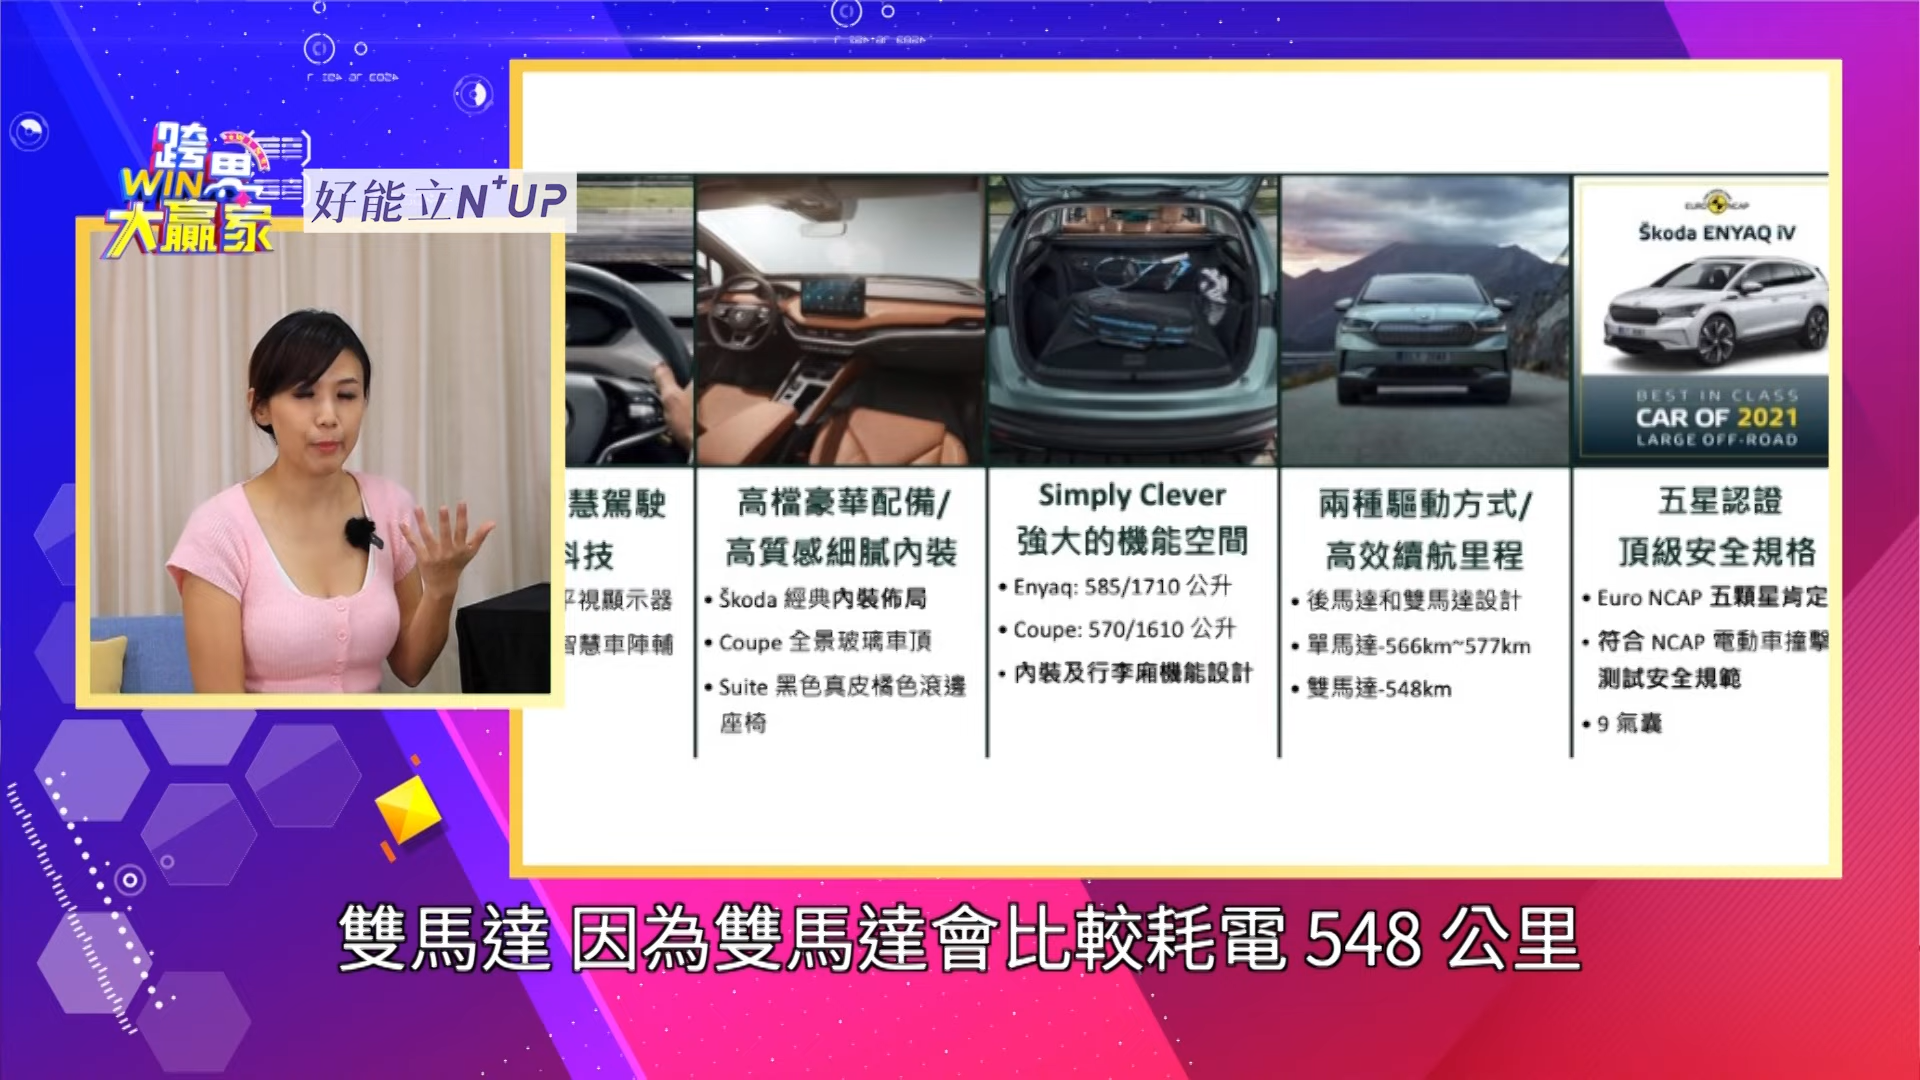 跨界
WIN
大贏家
好能立N+UP
慧駕駛
科技
平視顯示器
智慧車陣輔
高檔豪華配備/
高質感細膩內裝
• Škoda 經典內裝佈局
• Coupe 全景玻璃車頂
• Suite 黑色真皮橘色滾邊
座椅
Simply Clever
強大的機能空間
• Enyaq: 585/1710 公升
• Coupe: 570/1610 公升
• 內裝及行李廂機能設計
兩種驅動方式/
高效續航里程
• 後馬達和雙馬達設計
• 單馬達-566km~577km
• 雙馬達-548km
EURO NCAP
Škoda ENYAQ iV
BEST IN CLASS
CAR OF 2021
LARGE OFF-ROAD
五星認證
頂級安全規格
• Euro NCAP 五顆星肯定
• 符合 NCAP 電動車撞擊
測試安全規範
• 9 氣囊
雙馬達 因為雙馬達會比較耗電 548 公里